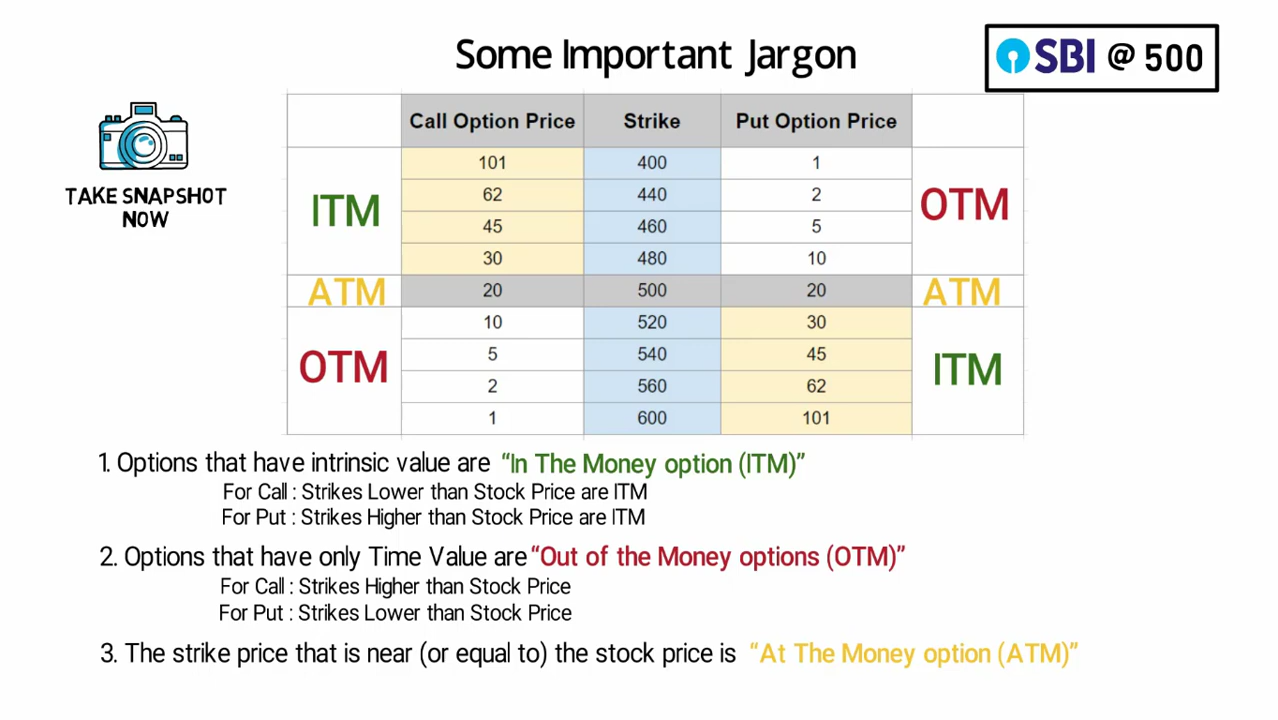 Some Important Jargon
SBI @ 500
TAKE SNAPSHOT
NOW
Call Option Price Strike Put Option Price
101 400 1
62 440 2
45 460 5
30 480 10
20 500 20
10 520 30
5 540 45
2 560 62
1 600 101
ITM
OTM
ATM
ATM
OTM
ITM
1. Options that have intrinsic value are “In The Money option (ITM)”
For Call : Strikes Lower than Stock Price are ITM
For Put : Strikes Higher than Stock Price are ITM
2. Options that have only Time Value are “Out of the Money options (OTM)”
For Call : Strikes Higher than Stock Price
For Put : Strikes Lower than Stock Price
3. The strike price that is near (or equal to) the stock price is “At The Money option (ATM)”